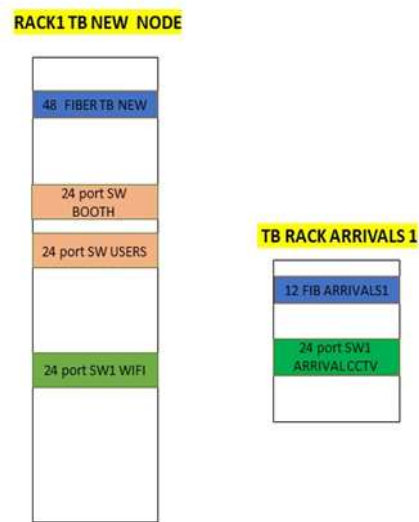 RACK1 TB NEW NODE
48 FIBER TB NEW
24 port SW
BOOTH
24 port SW USERS
24 port SW1 WIFI
TB RACK ARRIVALS 1
12 FIB ARRIVALS1
24 port SW1
ARRIVAL CCTV